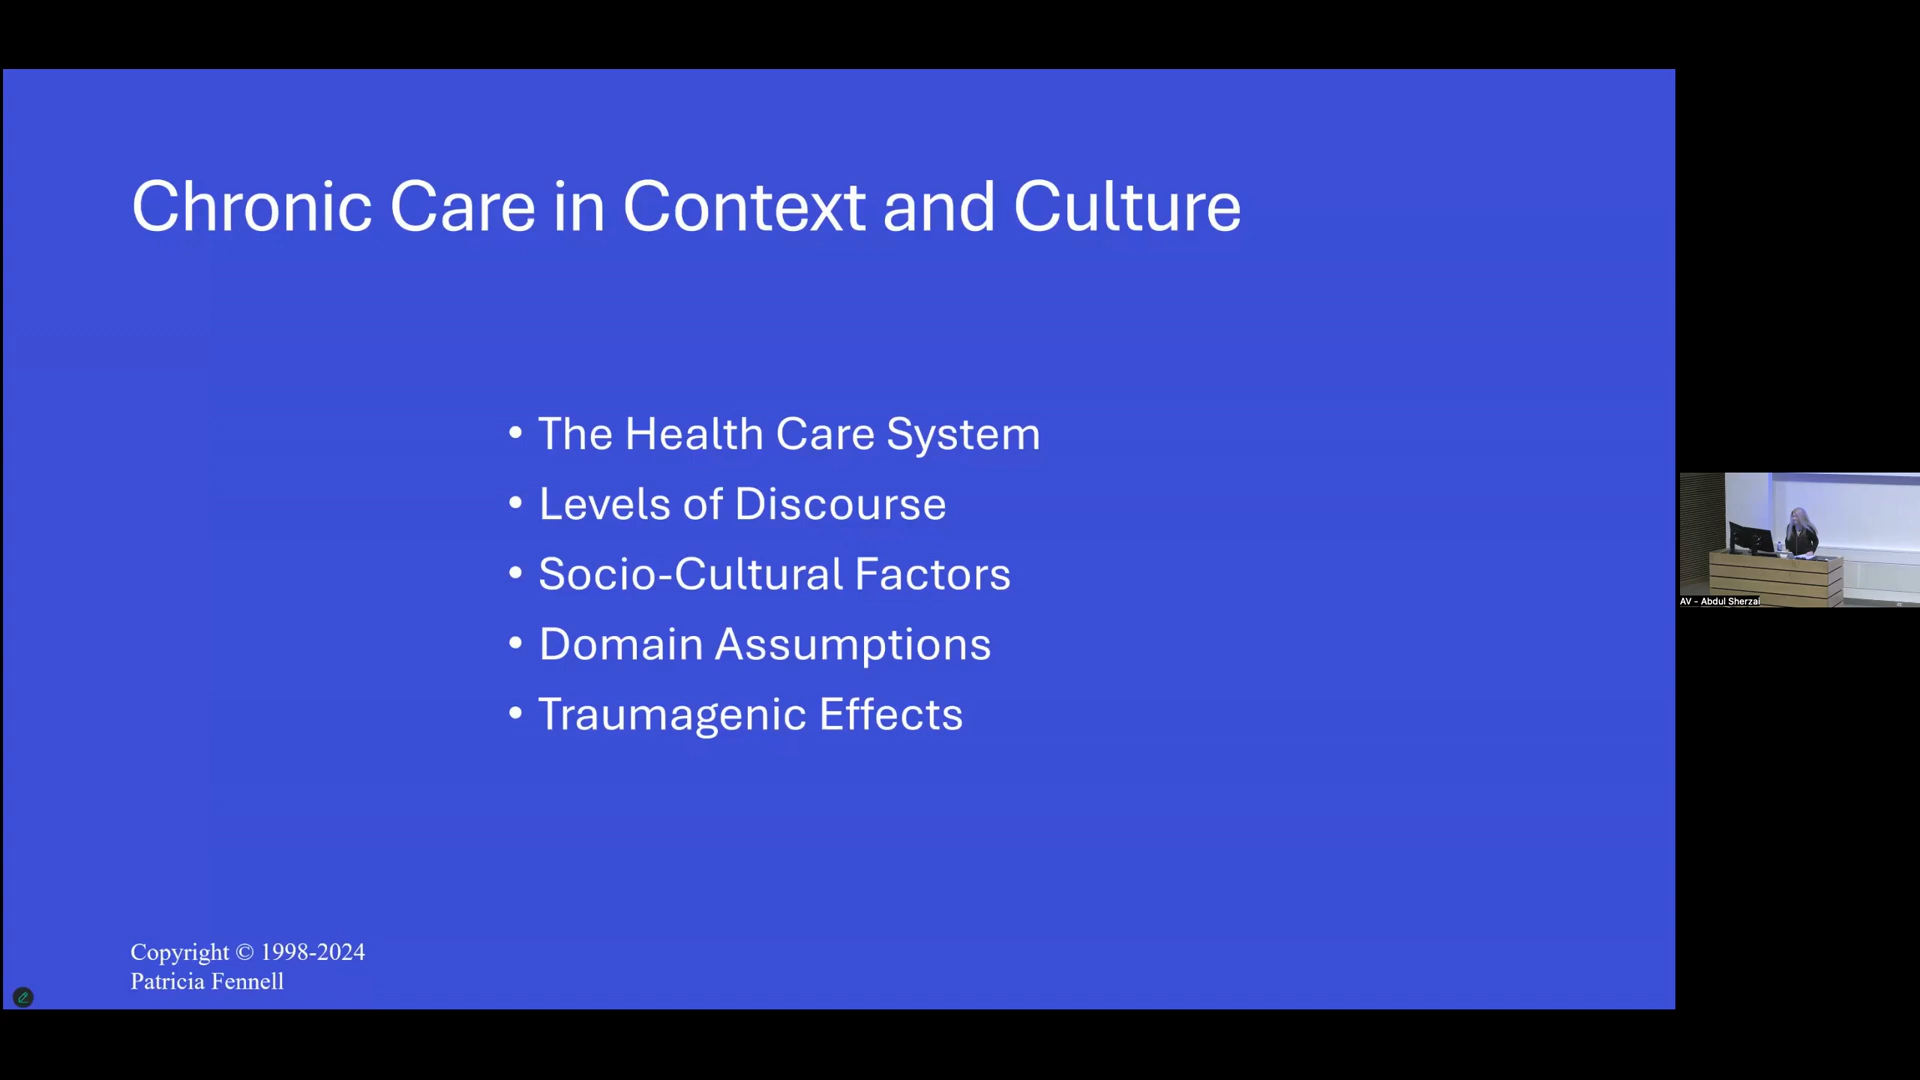 Chronic Care in Context and Culture
• The Health Care System
• Levels of Discourse
• Socio-Cultural Factors
• Domain Assumptions
• Traumagenic Effects
Copyright © 1998-2024
Patricia Fennell
AV - Abdul Sherzai